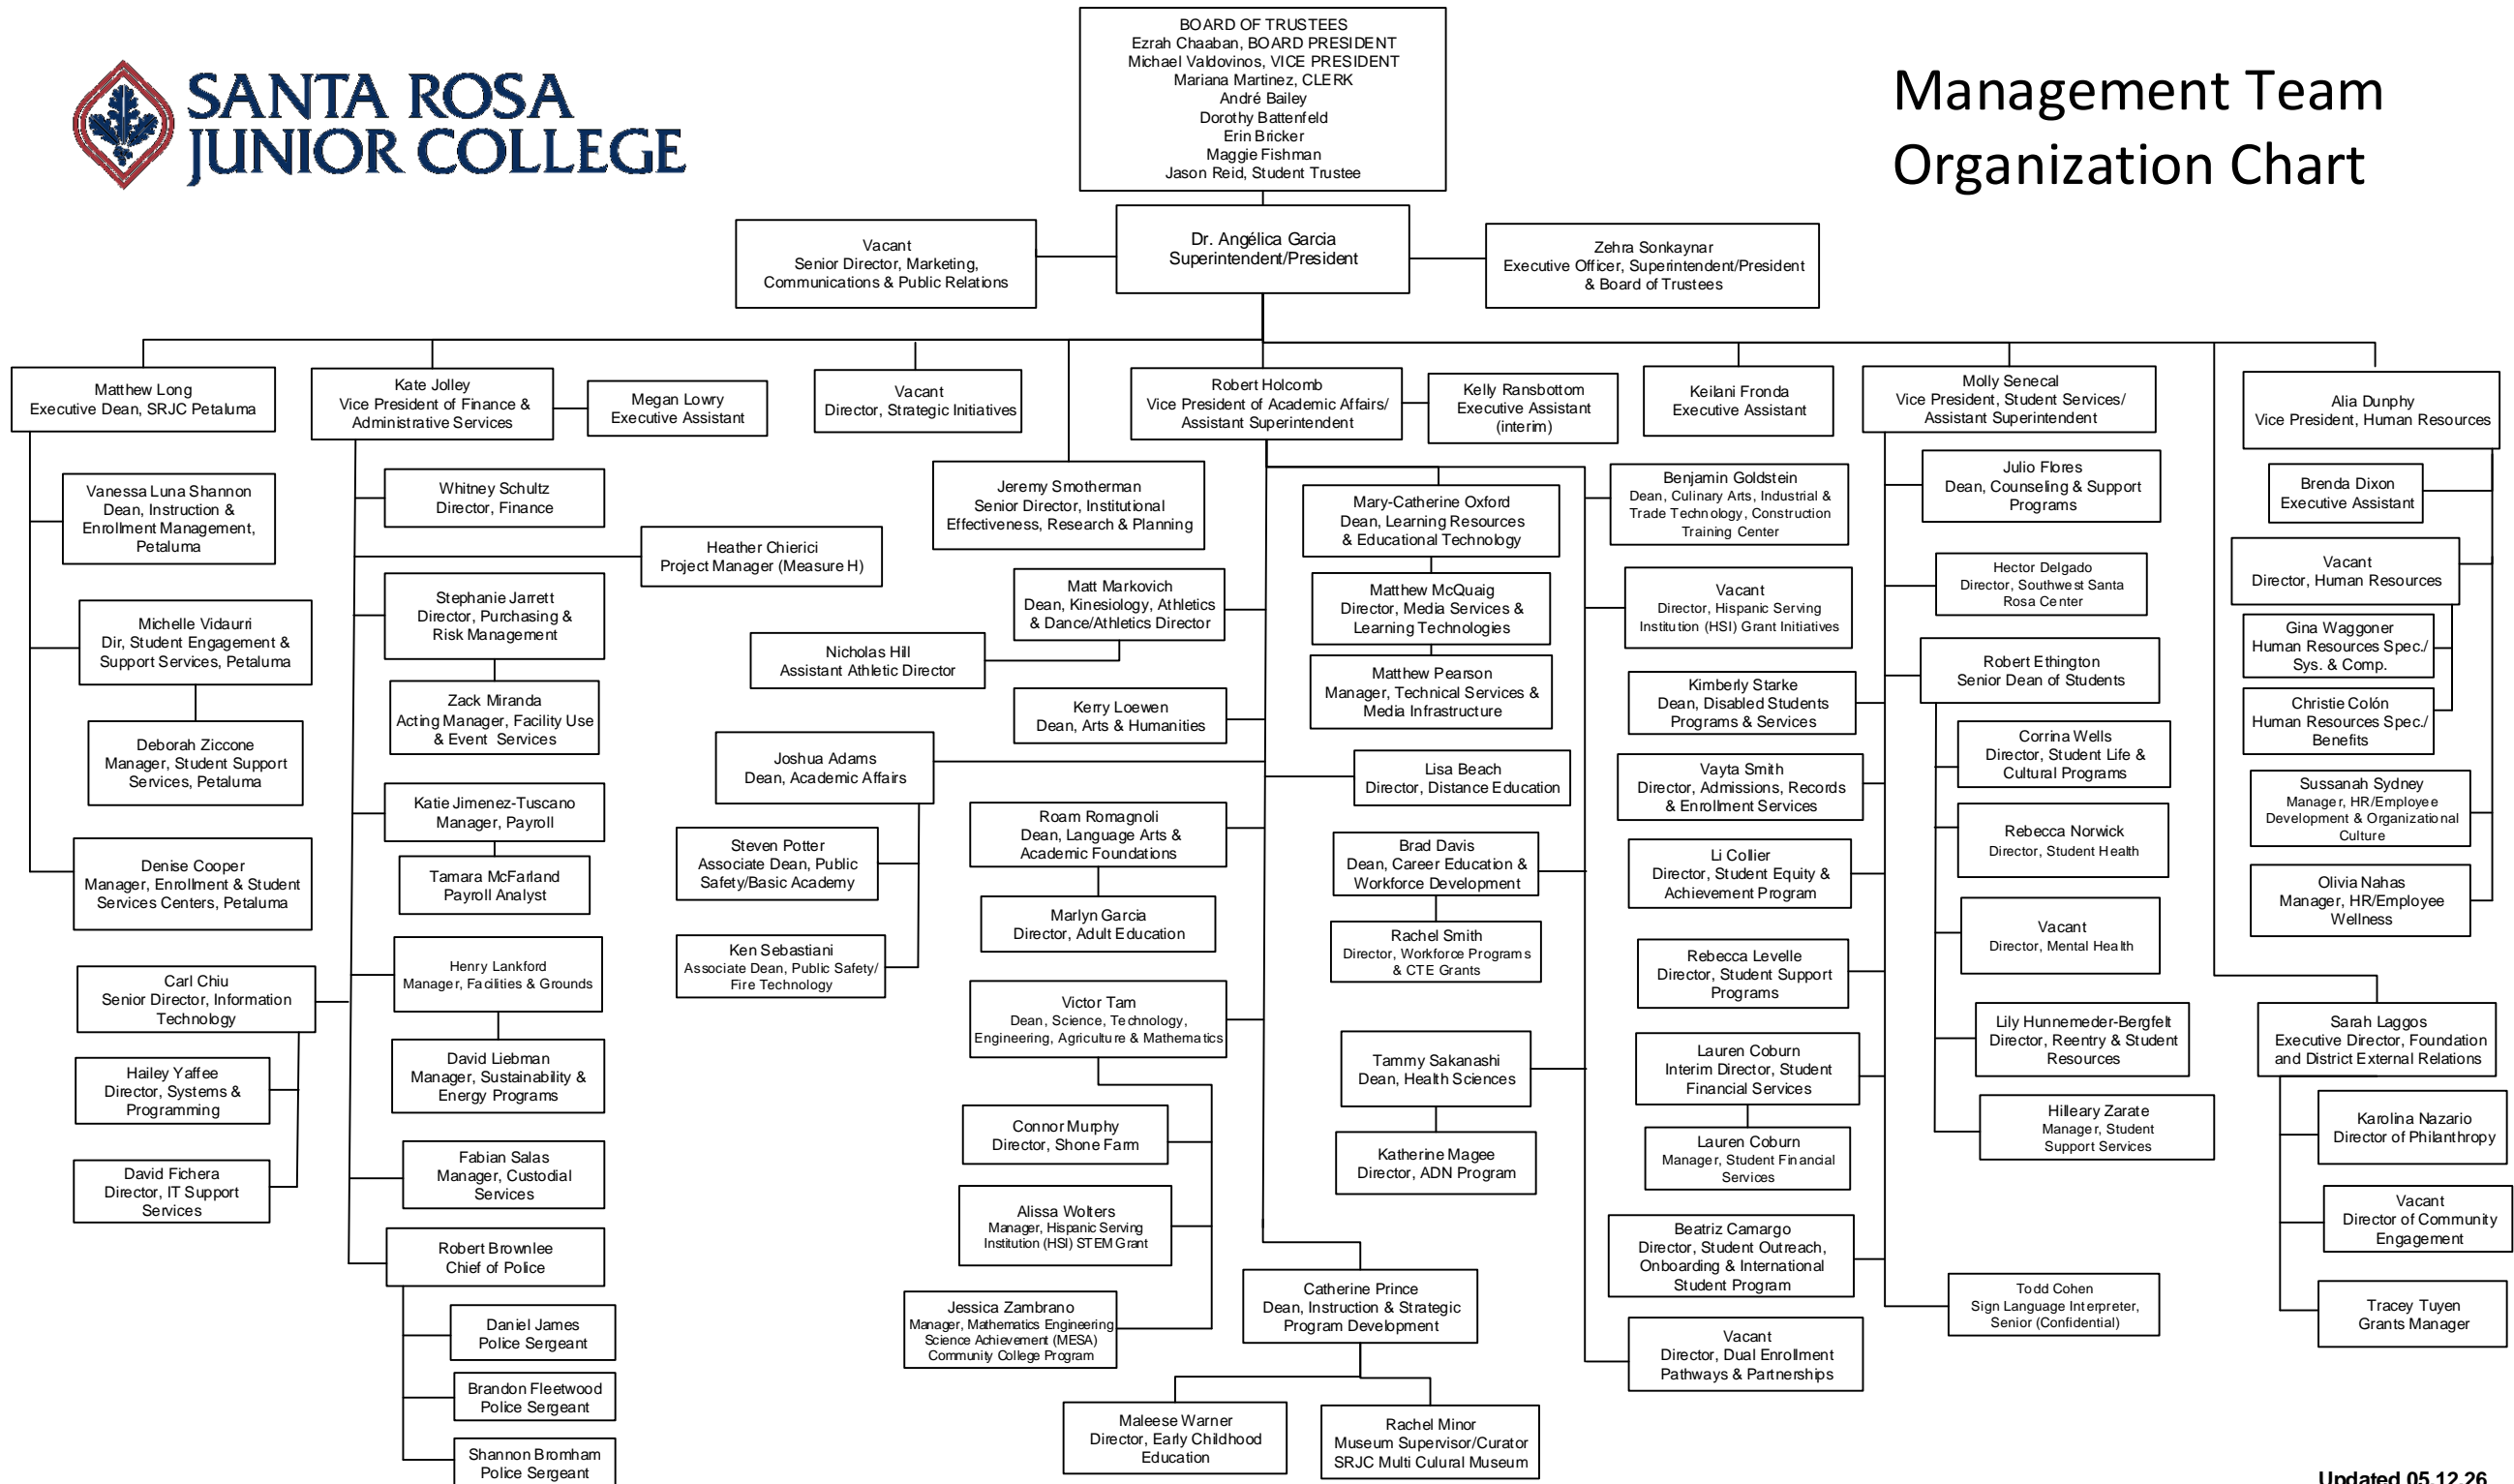 SANTA ROSA
JUNIOR COLLEGE
BOARD OF TRUSTEES
Ezrah Chaaban, BOARD PRESIDENT
Michael Valdovinos, VICE PRESIDENT
Mariana Martinez, CLERK
André Bailey
Dorothy Battenfeld
Erin Bricker
Maggie Fishman
Jason Reid, Student Trustee
Management Team
Organization Chart
Vacant
Senior Director, Marketing,
Communications & Public Relations
Dr. Angélica Garcia
Superintendent/President
Zehra Sonkaynar
Executive Officer, Superintendent/President
& Board of Trustees
Matthew Long
Executive Dean, SRJC Petaluma
Kate Jolley
Vice President of Finance &
Administrative Services
Megan Lowry
Executive Assistant
Vacant
Director, Strategic Initiatives
Robert Holcomb
Vice President of Academic Affairs/
Assistant Superintendent
Kelly Ransbottom
Executive Assistant
(interim)
Keilani Fronda
Executive Assistant
Molly Senecal
Vice President, Student Services/
Assistant Superintendent
Alia Dunphy
Vice President, Human Resources
Vanessa Luna Shannon
Dean, Instruction &
Enrollment Management,
Petaluma
Michelle Vidaurri
Dir, Student Engagement &
Support Services, Petaluma
Deborah Ziccone
Manager, Student Support
Services, Petaluma
Denise Cooper
Manager, Enrollment & Student
Services Centers, Petaluma
Carl Chiu
Senior Director, Information
Technology
Hailey Yaffee
Director, Systems &
Programming
David Fichera
Director, IT Support
Services
Whitney Schultz
Director, Finance
Heather Chierici
Project Manager (Measure H)
Stephanie Jarrett
Director, Purchasing &
Risk Management
Zack Miranda
Acting Manager, Facility Use
& Event Services
Katie Jimenez-Tuscano
Manager, Payroll
Tamara McFarland
Payroll Analyst
Henry Lankford
Manager, Facilities & Grounds
David Liebman
Manager, Sustainability &
Energy Programs
Fabian Salas
Manager, Custodial
Services
Robert Brownlee
Chief of Police
Daniel James
Police Sergeant
Brandon Fleetwood
Police Sergeant
Shannon Bromham
Police Sergeant
Jeremy Smotherman
Senior Director, Institutional
Effectiveness, Research & Planning
Matt Markovich
Dean, Kinesiology, Athletics
& Dance/Athletics Director
Nicholas Hill
Assistant Athletic Director
Kerry Loewen
Dean, Arts & Humanities
Joshua Adams
Dean, Academic Affairs
Steven Potter
Associate Dean, Public
Safety/Basic Academy
Ken Sebastiani
Associate Dean, Public Safety/
Fire Technology
Roam Romagnoli
Dean, Language Arts &
Academic Foundations
Marlyn Garcia
Director, Adult Education
Victor Tam
Dean, Science, Technology,
Engineering, Agriculture & Mathematics
Connor Murphy
Director, Shone Farm
Alissa Wolters
Manager, Hispanic Serving
Institution (HSI) STEM Grant
Jessica Zambrano
Manager, Mathematics Engineering
Science Achievement (MESA)
Community College Program
Mary-Catherine Oxford
Dean, Learning Resources
& Educational Technology
Matthew McQuaig
Director, Media Services &
Learning Technologies
Matthew Pearson
Manager, Technical Services &
Media Infrastructure
Lisa Beach
Director, Distance Education
Brad Davis
Dean, Career Education &
Workforce Development
Rachel Smith
Director, Workforce Programs
& CTE Grants
Tammy Sakanashi
Dean, Health Sciences
Katherine Magee
Director, ADN Program
Catherine Prince
Dean, Instruction & Strategic
Program Development
Maleese Warner
Director, Early Childhood
Education
Rachel Minor
Museum Supervisor/Curator
SRJC Multi Culural Museum
Benjamin Goldstein
Dean, Culinary Arts, Industrial &
Trade Technology, Construction
Training Center
Vacant
Director, Hispanic Serving
Institution (HSI) Grant Initiatives
Kimberly Starke
Dean, Disabled Students
Programs & Services
Vayta Smith
Director, Admissions, Records
& Enrollment Services
Li Collier
Director, Student Equity &
Achievement Program
Rebecca Levelle
Director, Student Support
Programs
Lauren Coburn
Interim Director, Student
Financial Services
Lauren Coburn
Manager, Student Financial
Services
Beatriz Camargo
Director, Student Outreach,
Onboarding & International
Student Program
Vacant
Director, Dual Enrollment
Pathways & Partnerships
Julio Flores
Dean, Counseling & Support
Programs
Hector Delgado
Director, Southwest Santa
Rosa Center
Robert Ethington
Senior Dean of Students
Corrina Wells
Director, Student Life &
Cultural Programs
Rebecca Norwick
Director, Student Health
Vacant
Director, Mental Health
Lily Hunnemeder-Bergfelt
Director, Reentry & Student
Resources
Hilleary Zarate
Manager, Student
Support Services
Todd Cohen
Sign Language Interpreter,
Senior (Confidential)
Brenda Dixon
Executive Assistant
Vacant
Director, Human Resources
Gina Waggoner
Human Resources Spec./
Sys. & Comp.
Christie Colón
Human Resources Spec./
Benefits
Sussanah Sydney
Manager, HR/Employee
Development & Organizational
Culture
Olivia Nahas
Manager, HR/Employee
Wellness
Sarah Laggos
Executive Director, Foundation
and District External Relations
Karolina Nazario
Director of Philanthropy
Vacant
Director of Community
Engagement
Tracey Tuyen
Grants Manager
Updated 05.12.26